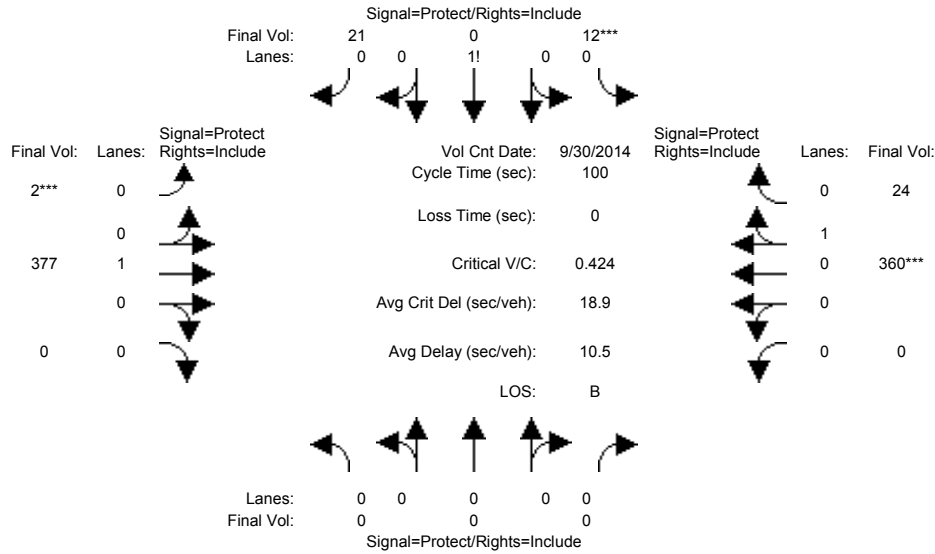 Signal=Protect/Rights=Include
Final Vol: 21 0 12***
Lanes: 0 0 1! 0 0
Signal=Protect Signal=Protect
Final Vol: Lanes: Rights=Include Vol Cnt Date: 9/30/2014 Rights=Include Lanes: Final Vol:
Cycle Time (sec): 100
2*** 0 0 24
Loss Time (sec): 0
0 1
377 1 Critical V/C: 0.424 0 360***
0 Avg Crit Del (sec/veh): 18.9 0
0 0 Avg Delay (sec/veh): 10.5 0 0
LOS: B
Lanes: 0 0 0 0 0
Final Vol: 0 0 0
Signal=Protect/Rights=Include